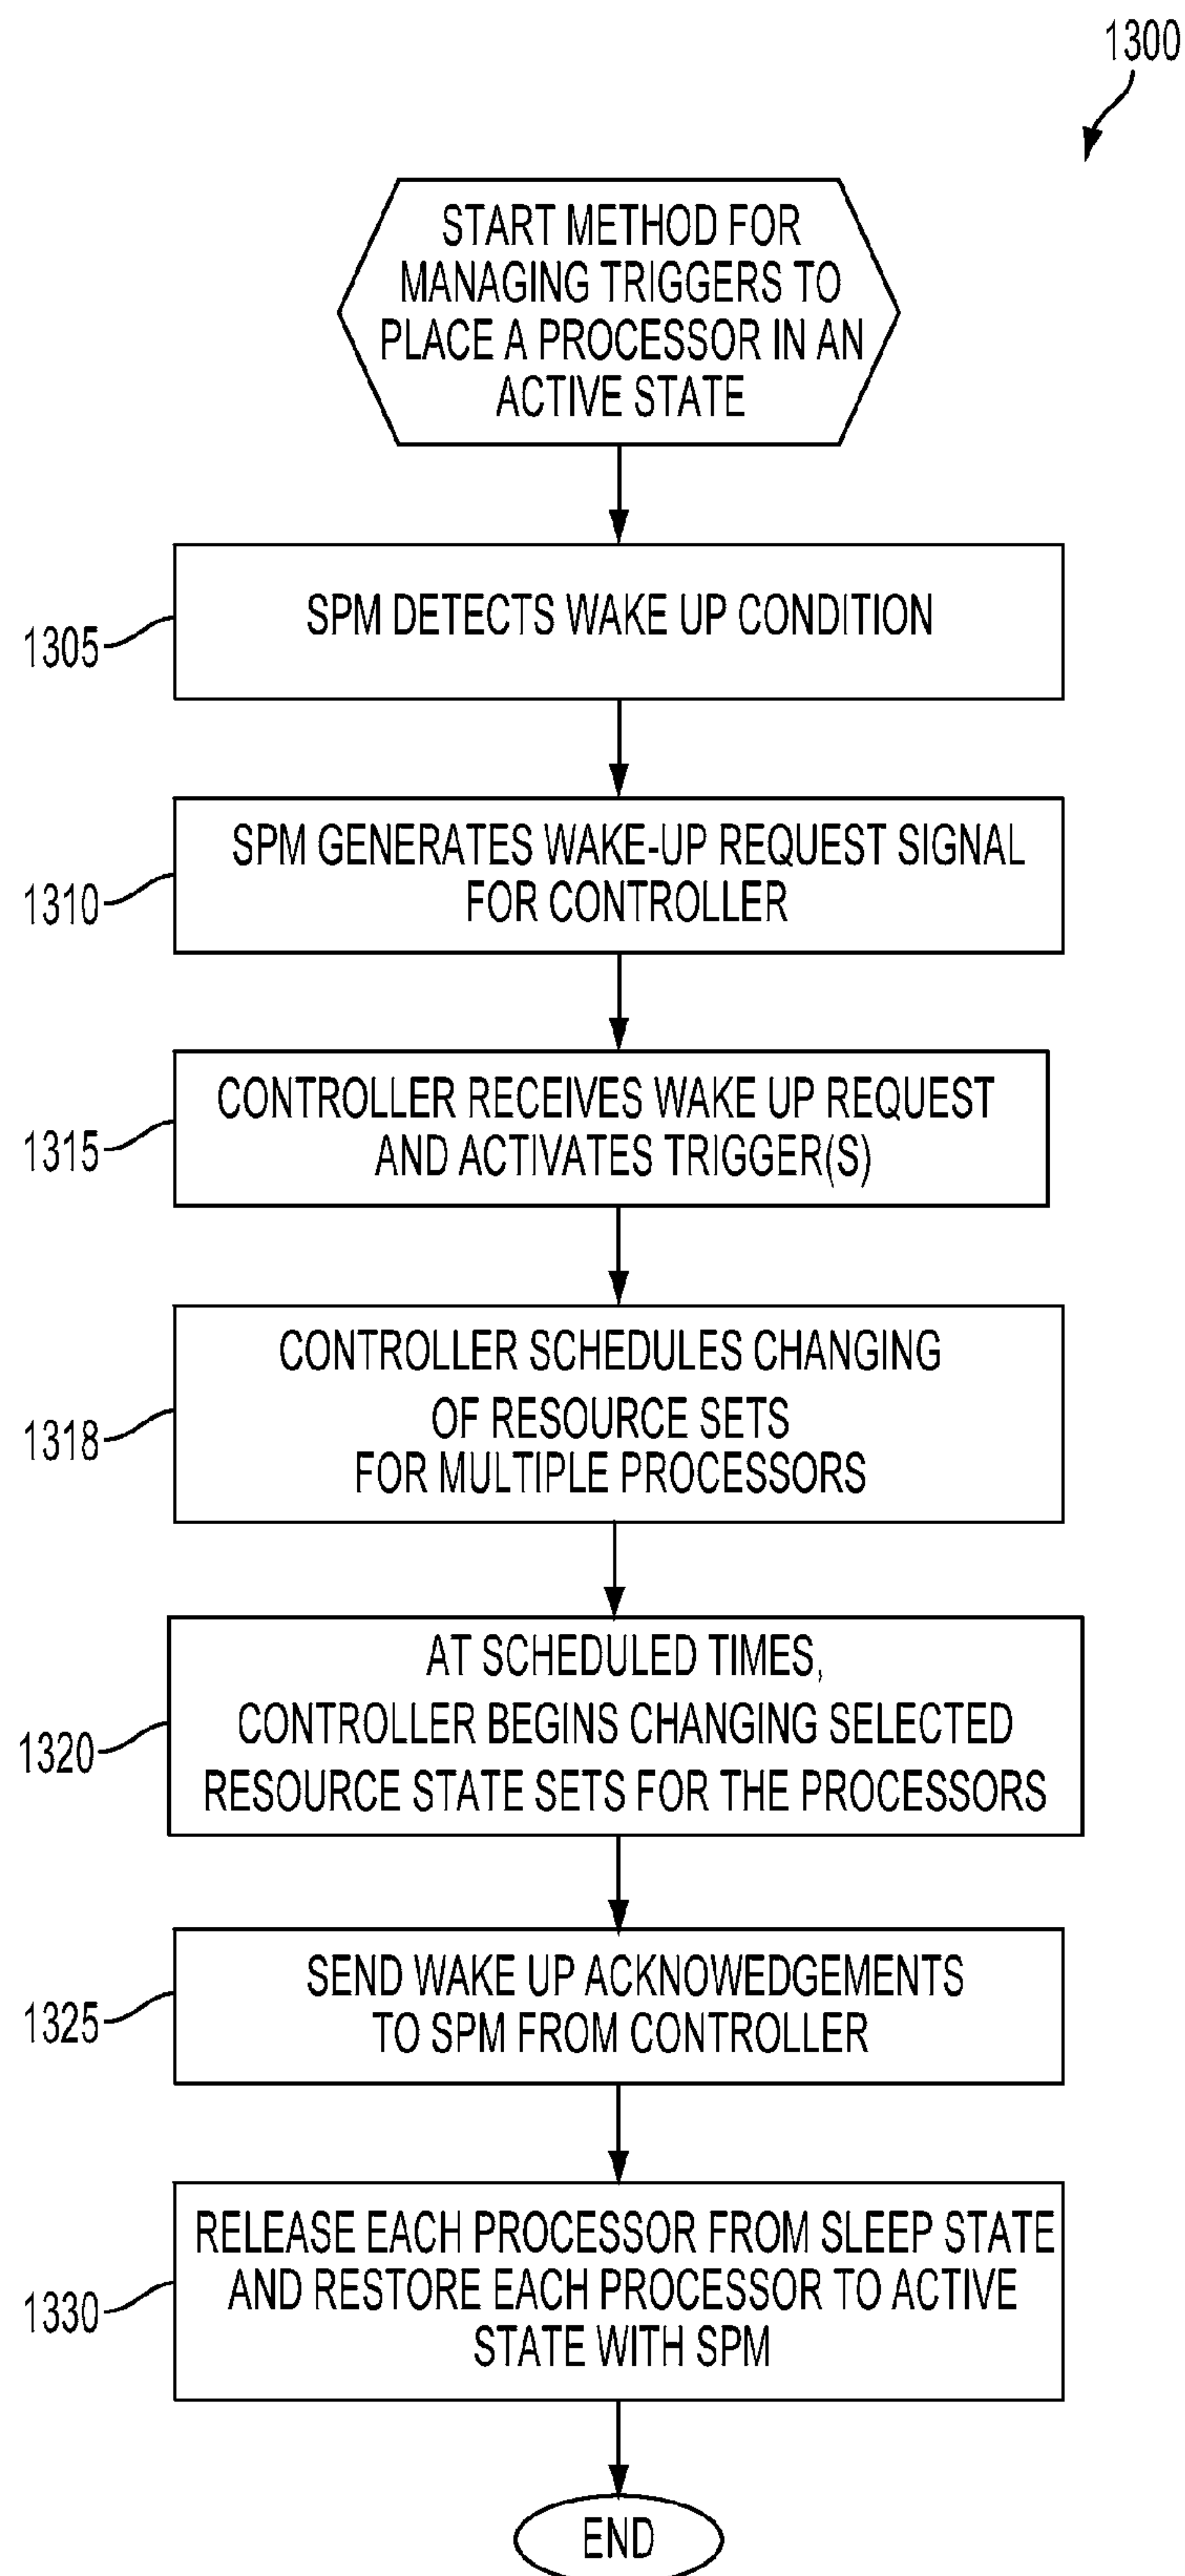 1300
START METHOD FOR
MANAGING TRIGGERS TO
PLACE A PROCESSOR IN AN
ACTIVE STATE
SPM DETECTS WAKE UP CONDITION
1305
SPM GENERATES WAKE-UP REQUEST SIGNAL
FOR CONTROLLER
1310
CONTROLLER RECEIVES WAKE UP REQUEST
AND ACTIVATES TRIGGER(S)
1315
CONTROLLER SCHEDULES CHANGING
OF RESOURCE SETS
FOR MULTIPLE PROCESSORS
1318
AT SCHEDULED TIMES,
CONTROLLER BEGINS CHANGING SELECTED
RESOURCE STATE SETS FOR THE PROCESSORS
1320
SEND WAKE UP ACKNOWEDGEMENTS
TO SPM FROM CONTROLLER
1325
RELEASE EACH PROCESSOR FROM SLEEP STATE
AND RESTORE EACH PROCESSOR TO ACTIVE
STATE WITH SPM
1330
END